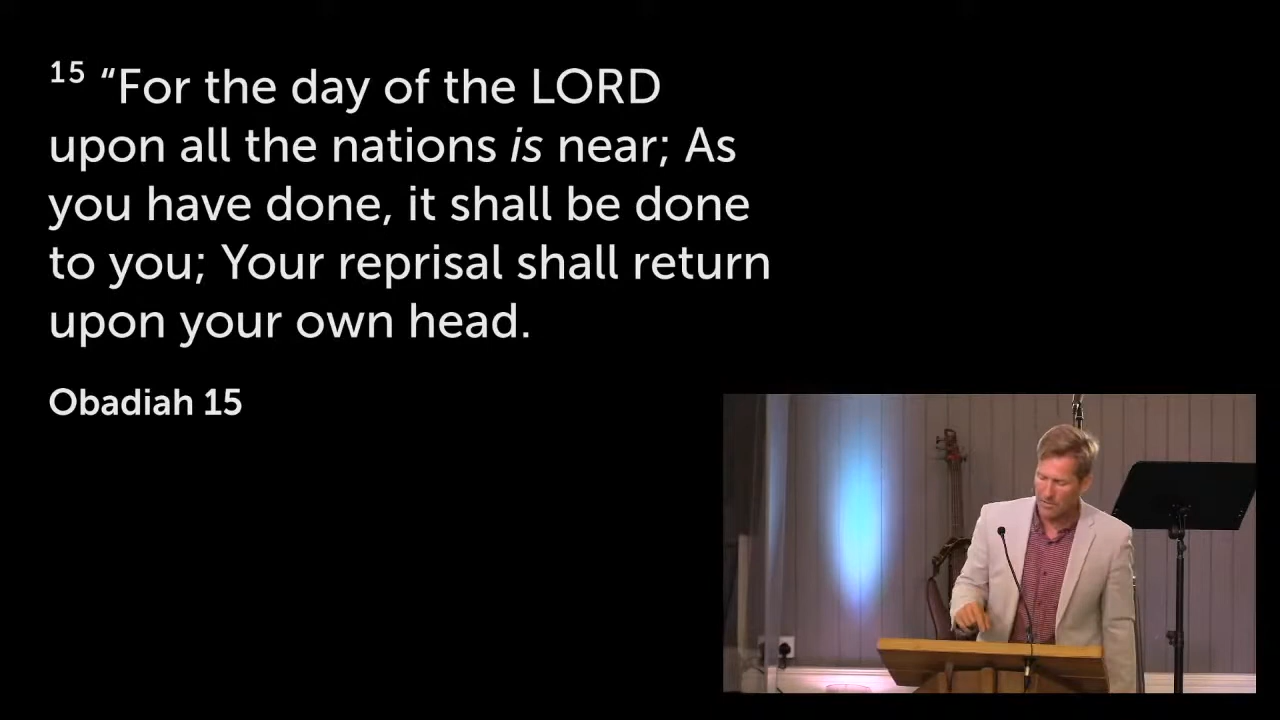 15 “For the day of the LORD
upon all the nations is near; As
you have done, it shall be done
to you; Your reprisal shall return
upon your own head.
Obadiah 15